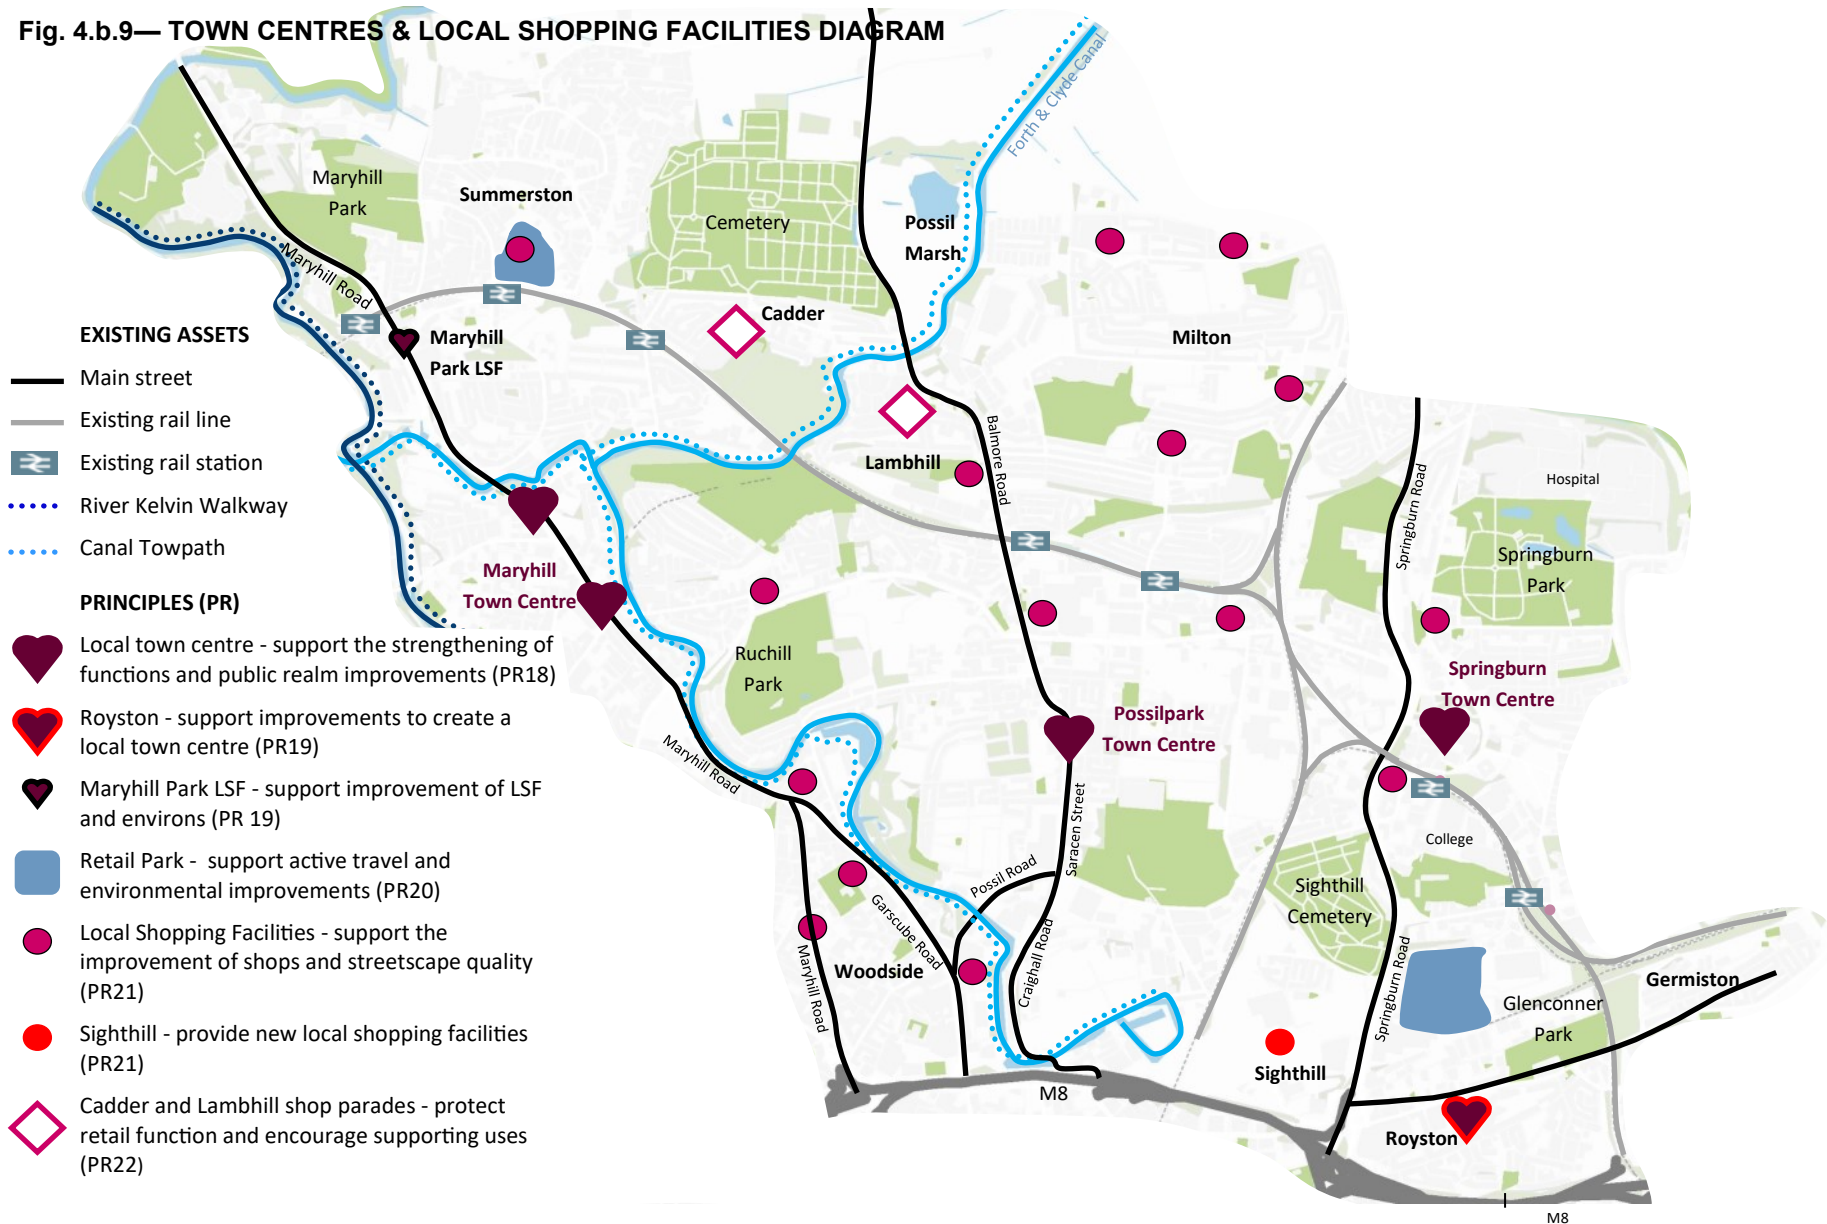 Fig. 4.b.9— TOWN CENTRES & LOCAL SHOPPING FACILITIES DIAGRAM
Forth & Clyde Canal
Maryhill
Park
Summerston
Cemetery
Possil
Marsh
Maryhill Road
Cadder
Maryhill
Park LSF
Milton
Lambhill
Balmore Road
Springburn Road
Hospital
Springburn
Park
Maryhill
Town Centre
Ruchill
Park
Springburn
Town Centre
Possilpark
Town Centre
Maryhill Road
Saracen Street
College
Possil Road
Sighthill
Cemetery
Garscube Road
Craighall Road
Woodside
Maryhill Road
Springburn Road
Germiston
Glenconner
Park
Sighthill
M8
Royston
M8
EXISTING ASSETS
Main street
Existing rail line
Existing rail station
River Kelvin Walkway
Canal Towpath
PRINCIPLES (PR)
Local town centre - support the strengthening of
functions and public realm improvements (PR18)
Royston - support improvements to create a
local town centre (PR19)
Maryhill Park LSF - support improvement of LSF
and environs (PR 19)
Retail Park -  support active travel and
environmental improvements (PR20)
Local Shopping Facilities - support the
improvement of shops and streetscape quality
(PR21)
Sighthill - provide new local shopping facilities
(PR21)
Cadder and Lambhill shop parades - protect
retail function and encourage supporting uses
(PR22)